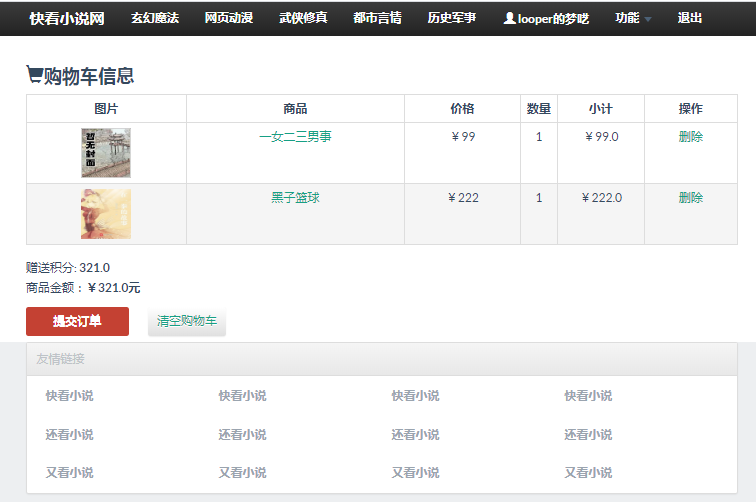 快看小说网 玄幻魔法 网页动漫 武侠修真 都市言情 历史军事 looper的梦呓 功能 退出
购物车信息
图片 商品 价格 数量 小计 操作
暂无封面 一女二三男事 ￥99 1 ￥99.0 删除
黑子篮球 ￥222 1 ￥222.0 删除
赠送积分: 321.0
商品金额：￥321.0元
提交订单 清空购物车
友情链接
快看小说 快看小说 快看小说 快看小说
还看小说 还看小说 还看小说 还看小说
又看小说 又看小说 又看小说 又看小说